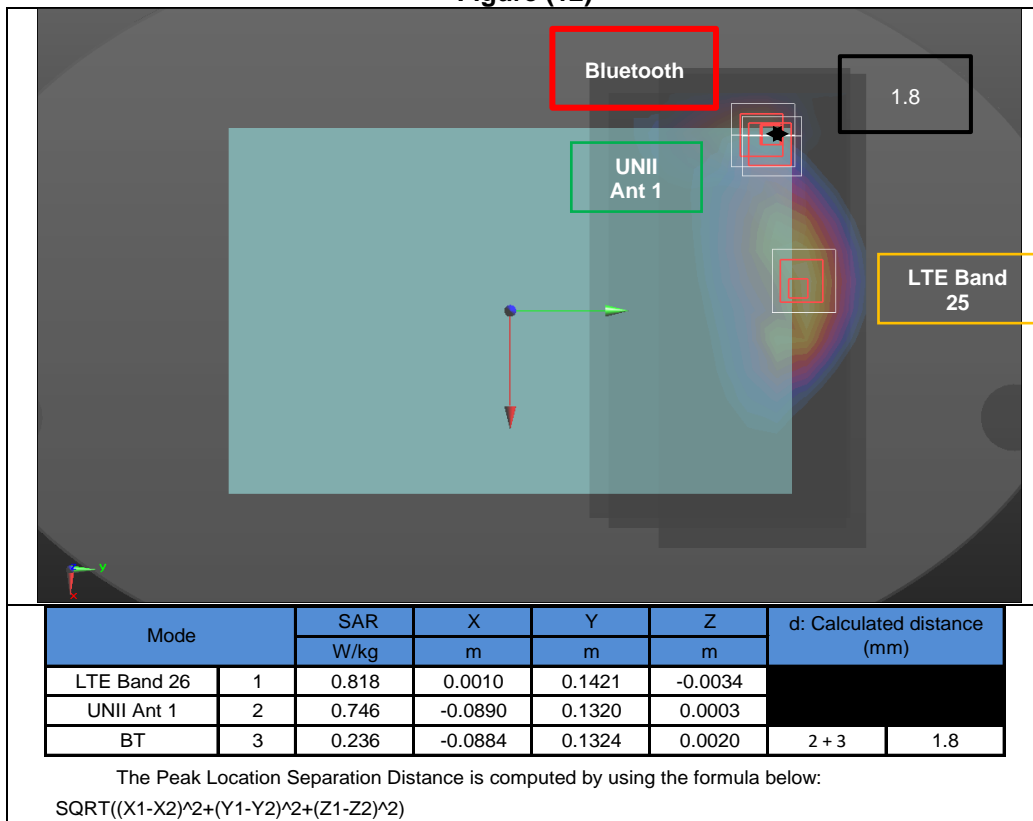 Bluetooth
1.8
UNII
Ant 1
LTE Band
25
y
x
Mode SAR X Y Z d: Calculated distance
(mm)
W/kg m m m
LTE Band 26 1 0.818 0.0010 0.1421 -0.0034
UNII Ant 1 2 0.746 -0.0890 0.1320 0.0003
BT 3 0.236 -0.0884 0.1324 0.0020 2 + 3 1.8
The Peak Location Separation Distance is computed by using the formula below:
SQRT((X1-X2)^2+(Y1-Y2)^2+(Z1-Z2)^2)